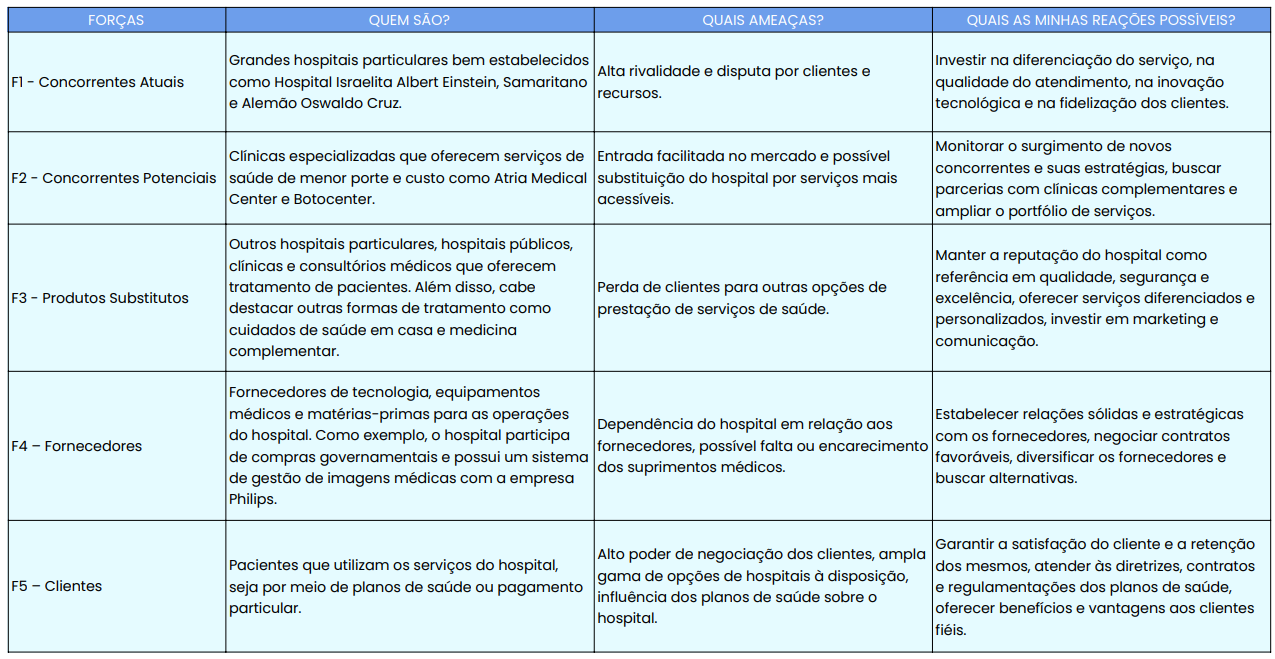 FORÇAS
QUEM SÃO?
QUAIS AMEAÇAS?
QUAIS AS MINHAS REAÇÕES POSSÍVEIS?
F1 - Concorrentes Atuais
Grandes hospitais particulares bem estabelecidos
como Hospital Israelita Albert Einstein, Samaritano
e Alemão Oswaldo Cruz.
Alta rivalidade e disputa por clientes e
recursos.
Investir na diferenciação do serviço, na
qualidade do atendimento, na inovação
tecnológica e na fidelização dos clientes.
F2 - Concorrentes Potenciais
Clínicas especializadas que oferecem serviços de
saúde de menor porte e custo como Atria Medical
Center e Botocenter.
Entrada facilitada no mercado e possível
substituição do hospital por serviços mais
acessíveis.
Monitorar o surgimento de novos
concorrentes e suas estratégias, buscar
parcerias com clínicas complementares e
ampliar o portfólio de serviços.
F3 - Produtos Substitutos
Outros hospitais particulares, hospitais públicos,
clínicas e consultórios médicos que oferecem
tratamento de pacientes. Além disso, cabe
destacar outras formas de tratamento como
cuidados de saúde em casa e medicina
complementar.
Perda de clientes para outras opções de
prestação de serviços de saúde.
Manter a reputação do hospital como
referência em qualidade, segurança e
excelência, oferecer serviços diferenciados e
personalizados, investir em marketing e
comunicação.
F4 – Fornecedores
Fornecedores de tecnologia, equipamentos
médicos e matérias-primas para as operações
do hospital. Como exemplo, o hospital participa
de compras governamentais e possui um sistema
de gestão de imagens médicas com a empresa
Philips.
Dependência do hospital em relação aos
fornecedores, possível falta ou encarecimento
dos suprimentos médicos.
Estabelecer relações sólidas e estratégicas
com os fornecedores, negociar contratos
favoráveis, diversificar os fornecedores e
buscar alternativas.
F5 – Clientes
Pacientes que utilizam os serviços do hospital,
seja por meio de planos de saúde ou pagamento
particular.
Alto poder de negociação dos clientes, ampla
gama de opções de hospitais à disposição,
influência dos planos de saúde sobre o
hospital.
Garantir a satisfação do cliente e a retenção
dos mesmos, atender às diretrizes, contratos
e regulamentações dos planos de saúde,
oferecer benefícios e vantagens aos clientes
fiéis.